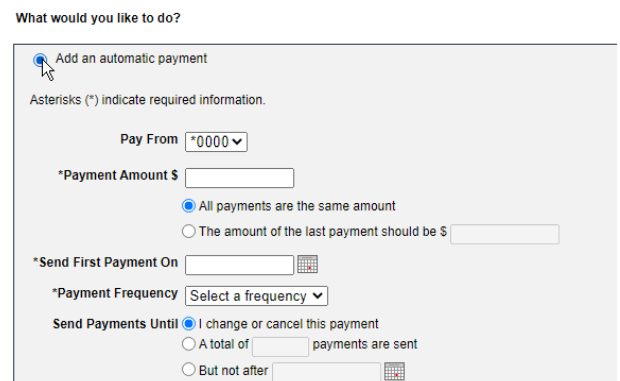 What would you like to do?
Add an automatic payment
Asterisks (*) indicate required information.
Pay From *0000
*Payment Amount $
All payments are the same amount
The amount of the last payment should be $
*Send First Payment On
*Payment Frequency Select a frequency
Send Payments Until I change or cancel this payment
A total of payments are sent
But not after